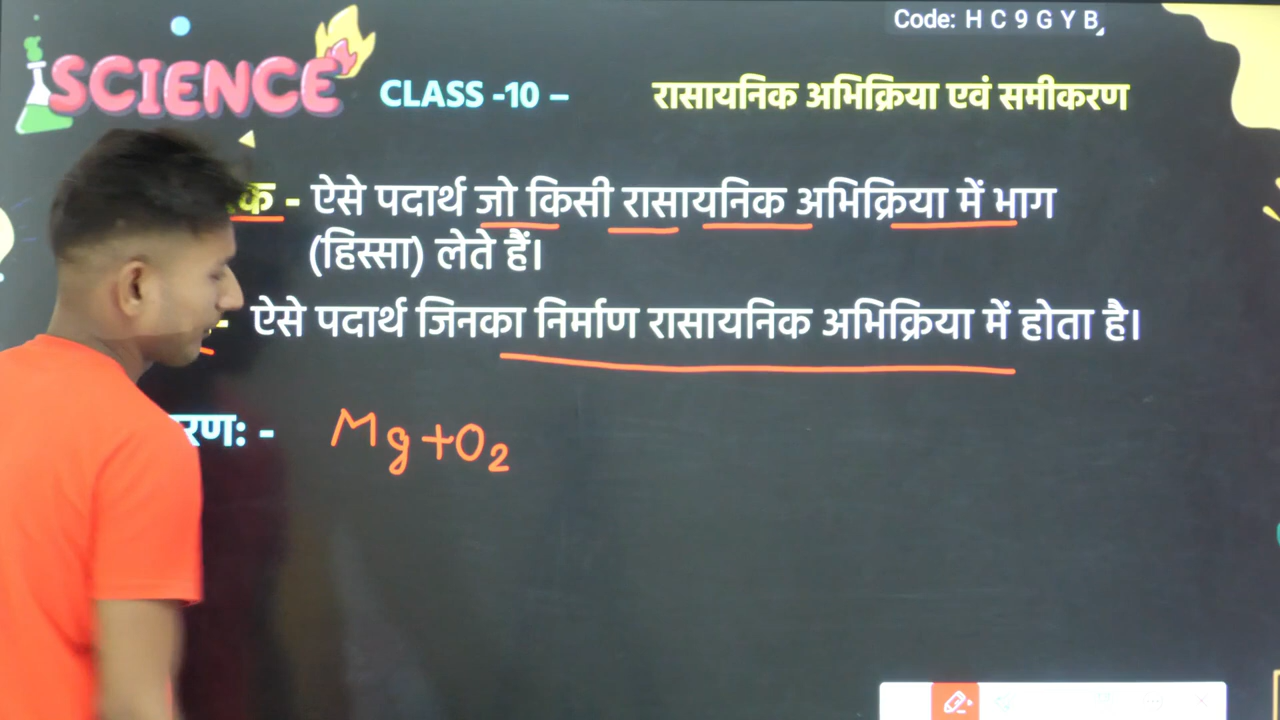 Code: H C 9 G Y B
SCIENCE
CLASS -10 – रासायनिक अभिक्रिया एवं समीकरण
- ऐसे पदार्थ जो किसी रासायनिक अभिक्रिया में भाग
(हिस्सा) लेते हैं।
- ऐसे पदार्थ जिनका निर्माण रासायनिक अभिक्रिया में होता है।
- Mg+O₂